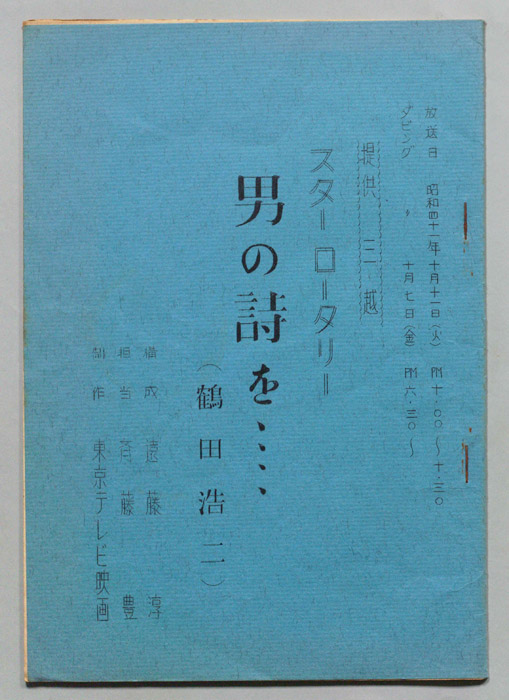 放送日 昭和四十一年十月十一日(火) PM十・〇〇〜十・三〇
ダビング 〃 十月七日(金) PM六・三〇〜
提供 三越
スターロータリー
男の詩を・・・・
(鶴田浩二)
構成 遠藤 淳
担当 斉藤 豊
制作 東京テレビ映画